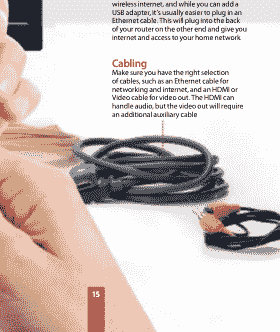 wireless internet, and while you can add a
USB adapter, it's usually easier to plug in an
Ethernet cable. This will plug into the back
of your router on the other end and give you
internet and access to your home network
Cabling
Make sure you have the right selection
of cables, such as an Ethernet cable for
networking and internet, and an HDMI or
Video cable for video out. The HDMI can
handle audio, but the video out will require
an additional auxiliary cable
15